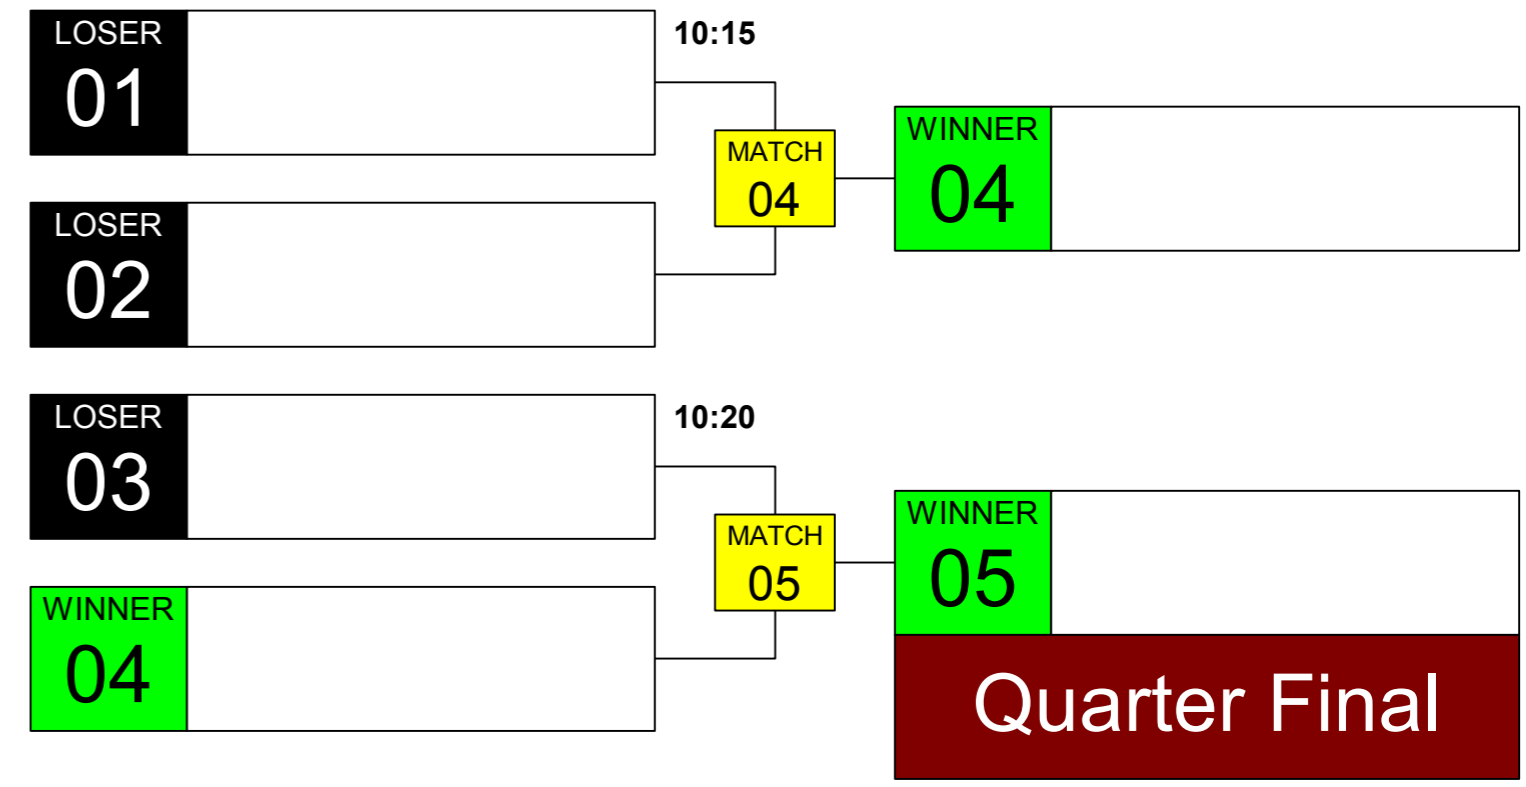 LOSER
01
10:15
MATCH
04
WINNER
04
LOSER
02
LOSER
03
10:20
MATCH
05
WINNER
05
WINNER
04
Quarter Final